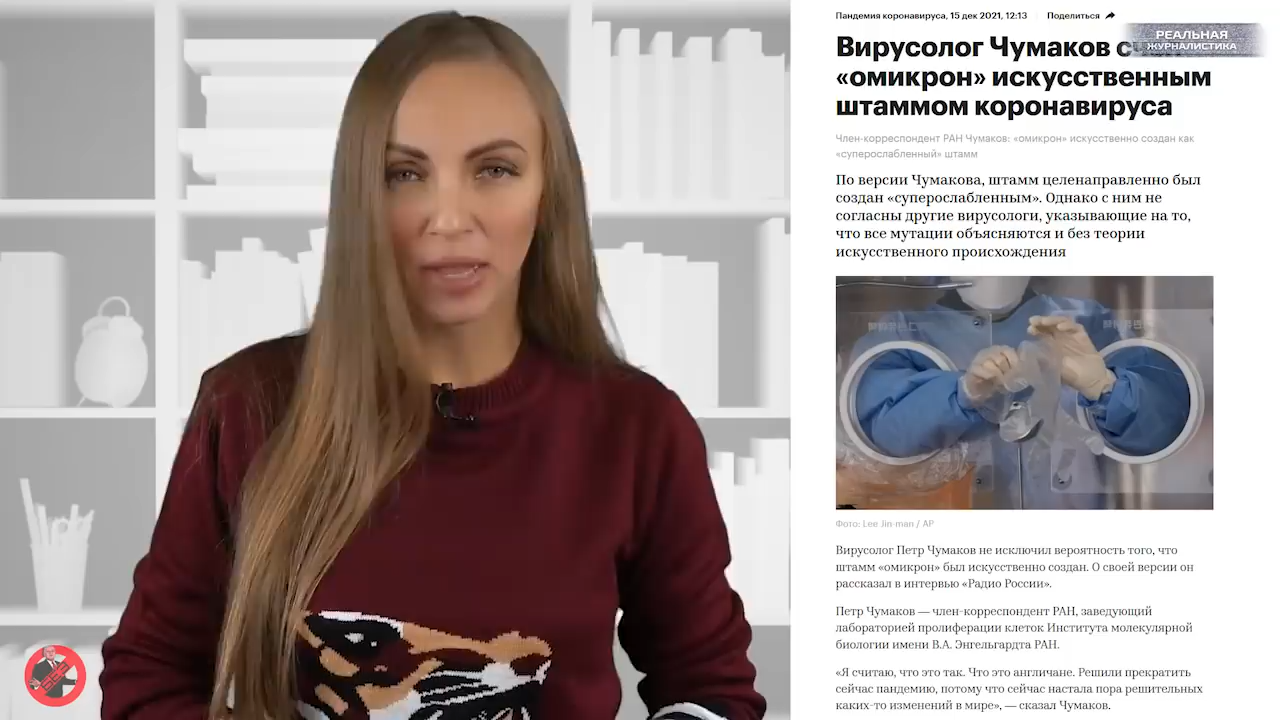 Пандемия коронавируса, 15 дек 2021, 12:13 Поделиться
РЕАЛЬНАЯ
ЖУРНАЛИСТИКА
Вирусолог Чумаков
«омикрон» искусственным
штаммом коронавируса
Член-корреспондент РАН Чумаков: «омикрон» искусственно создан как
«суперослабленный» штамм
По версии Чумакова, штамм целенаправленно был
создан «суперослабленным». Однако с ним не
согласны другие вирусологи, указывающие на то,
что все мутации объясняются и без теории
искусственного происхождения
Фото: Lee Jin-man / AP
Вирусолог Петр Чумаков не исключил вероятность того, что
штамм «омикрон» был искусственно создан. О своей версии он
рассказал в интервью «Радио России».
Петр Чумаков — член-корреспондент РАН, заведующий
лабораторией пролиферации клеток Института молекулярной
биологии имени В.А. Энгельгардта РАН.
«Я считаю, что это так. Что это англичане. Решили прекратить
сейчас пандемию, потому что сейчас настала пора решительных
каких-то изменений в мире», — сказал Чумаков.